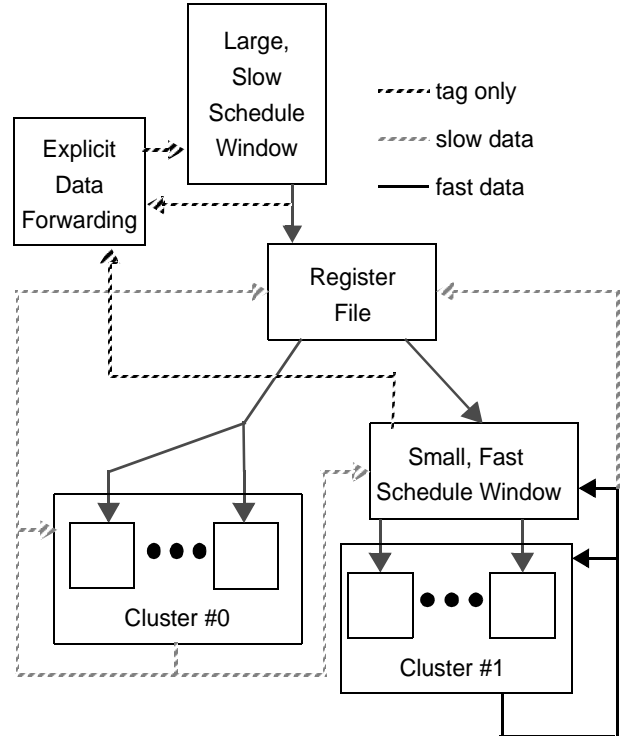 Large,
Slow
Schedule
Window
tag only
slow data
fast data
Explicit
Data
Forwarding
Register
File
Small, Fast
Schedule Window
Cluster #0
Cluster #1